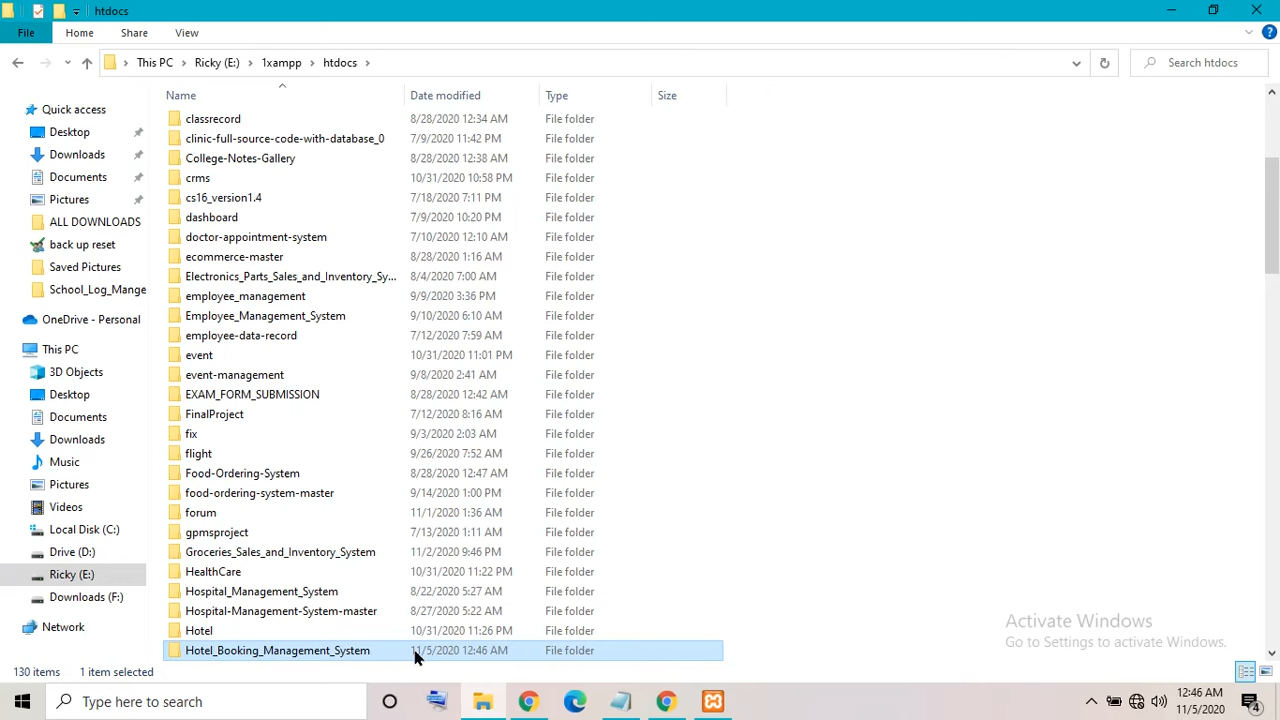 htdocs
File Home Share View
This PC Ricky (E:) 1xampp htdocs Search htdocs
Name Date modified Type Size
Quick access
Desktop
Downloads
Documents
Pictures
ALL DOWNLOADS
back up reset
Saved Pictures
School_Log_Mange
OneDrive - Personal
This PC
3D Objects
Desktop
Documents
Downloads
Music
Pictures
Videos
Local Disk (C:)
Drive (D:)
Ricky (E:)
Downloads (F:)
Network
classrecord 8/28/2020 12:34 AM File folder
clinic-full-source-code-with-database_0 7/9/2020 11:42 PM File folder
College-Notes-Gallery 8/28/2020 12:38 AM File folder
crms 10/31/2020 10:58 PM File folder
cs16_version1.4 7/18/2020 7:11 PM File folder
dashboard 7/9/2020 10:20 PM File folder
doctor-appointment-system 7/10/2020 12:10 AM File folder
ecommerce-master 8/28/2020 1:16 AM File folder
Electronics_Parts_Sales_and_Inventory_Sy... 8/4/2020 7:00 AM File folder
employee_management 9/9/2020 3:36 PM File folder
Employee_Management_System 9/10/2020 6:10 AM File folder
employee-data-record 7/12/2020 7:59 AM File folder
event 10/31/2020 11:01 PM File folder
event-management 9/8/2020 2:41 AM File folder
EXAM_FORM_SUBMISSION 8/28/2020 12:42 AM File folder
FinalProject 7/12/2020 8:16 AM File folder
fix 9/3/2020 2:03 AM File folder
flight 9/26/2020 7:52 AM File folder
Food-Ordering-System 8/28/2020 12:47 AM File folder
food-ordering-system-master 9/14/2020 1:00 PM File folder
forum 11/1/2020 1:36 AM File folder
gpmsproject 7/13/2020 1:11 AM File folder
Groceries_Sales_and_Inventory_System 11/2/2020 9:46 PM File folder
HealthCare 10/31/2020 11:22 PM File folder
Hospital_Management_System 8/22/2020 5:27 AM File folder
Hospital-Management-System-master 8/27/2020 5:22 AM File folder
Hotel 10/31/2020 11:26 PM File folder
Hotel_Booking_Management_System 11/5/2020 12:46 AM File folder
Activate Windows
Go to Settings to activate Windows.
130 items 1 item selected
Type here to search
12:46 AM
11/5/2020
4